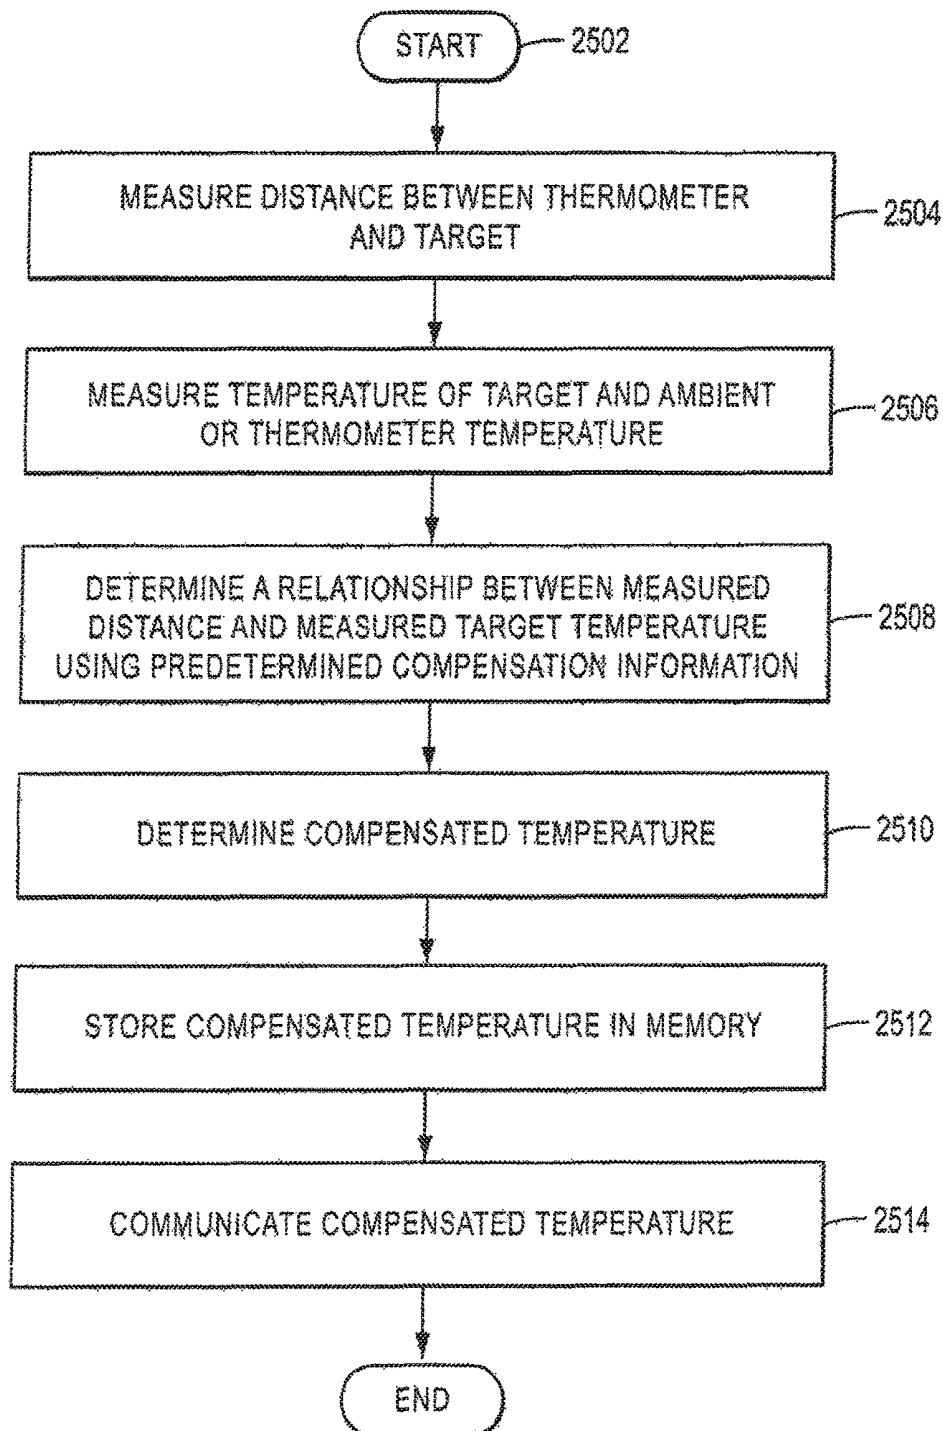 START
2502
MEASURE DISTANCE BETWEEN THERMOMETER
AND TARGET
2504
MEASURE TEMPERATURE OF TARGET AND AMBIENT
OR THERMOMETER TEMPERATURE
2506
DETERMINE A RELATIONSHIP BETWEEN MEASURED
DISTANCE AND MEASURED TARGET TEMPERATURE
USING PREDETERMINED COMPENSATION INFORMATION
2508
DETERMINE COMPENSATED TEMPERATURE
2510
STORE COMPENSATED TEMPERATURE IN MEMORY
2512
COMMUNICATE COMPENSATED TEMPERATURE
2514
END